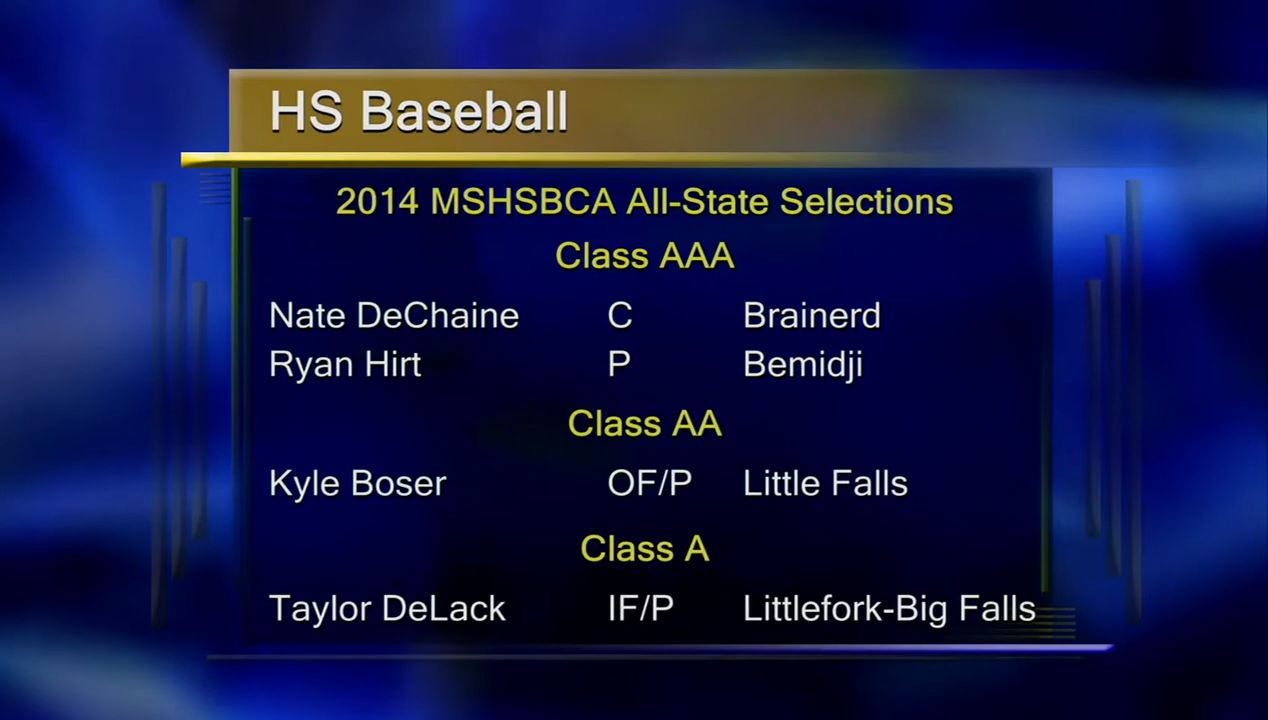 HS Baseball
2014 MSHSBCA All-State Selections
Class AAA
Nate DeChaine C Brainerd
Ryan Hirt P Bemidji
Class AA
Kyle Boser OF/P Little Falls
Class A
Taylor DeLack IF/P Littlefork-Big Falls